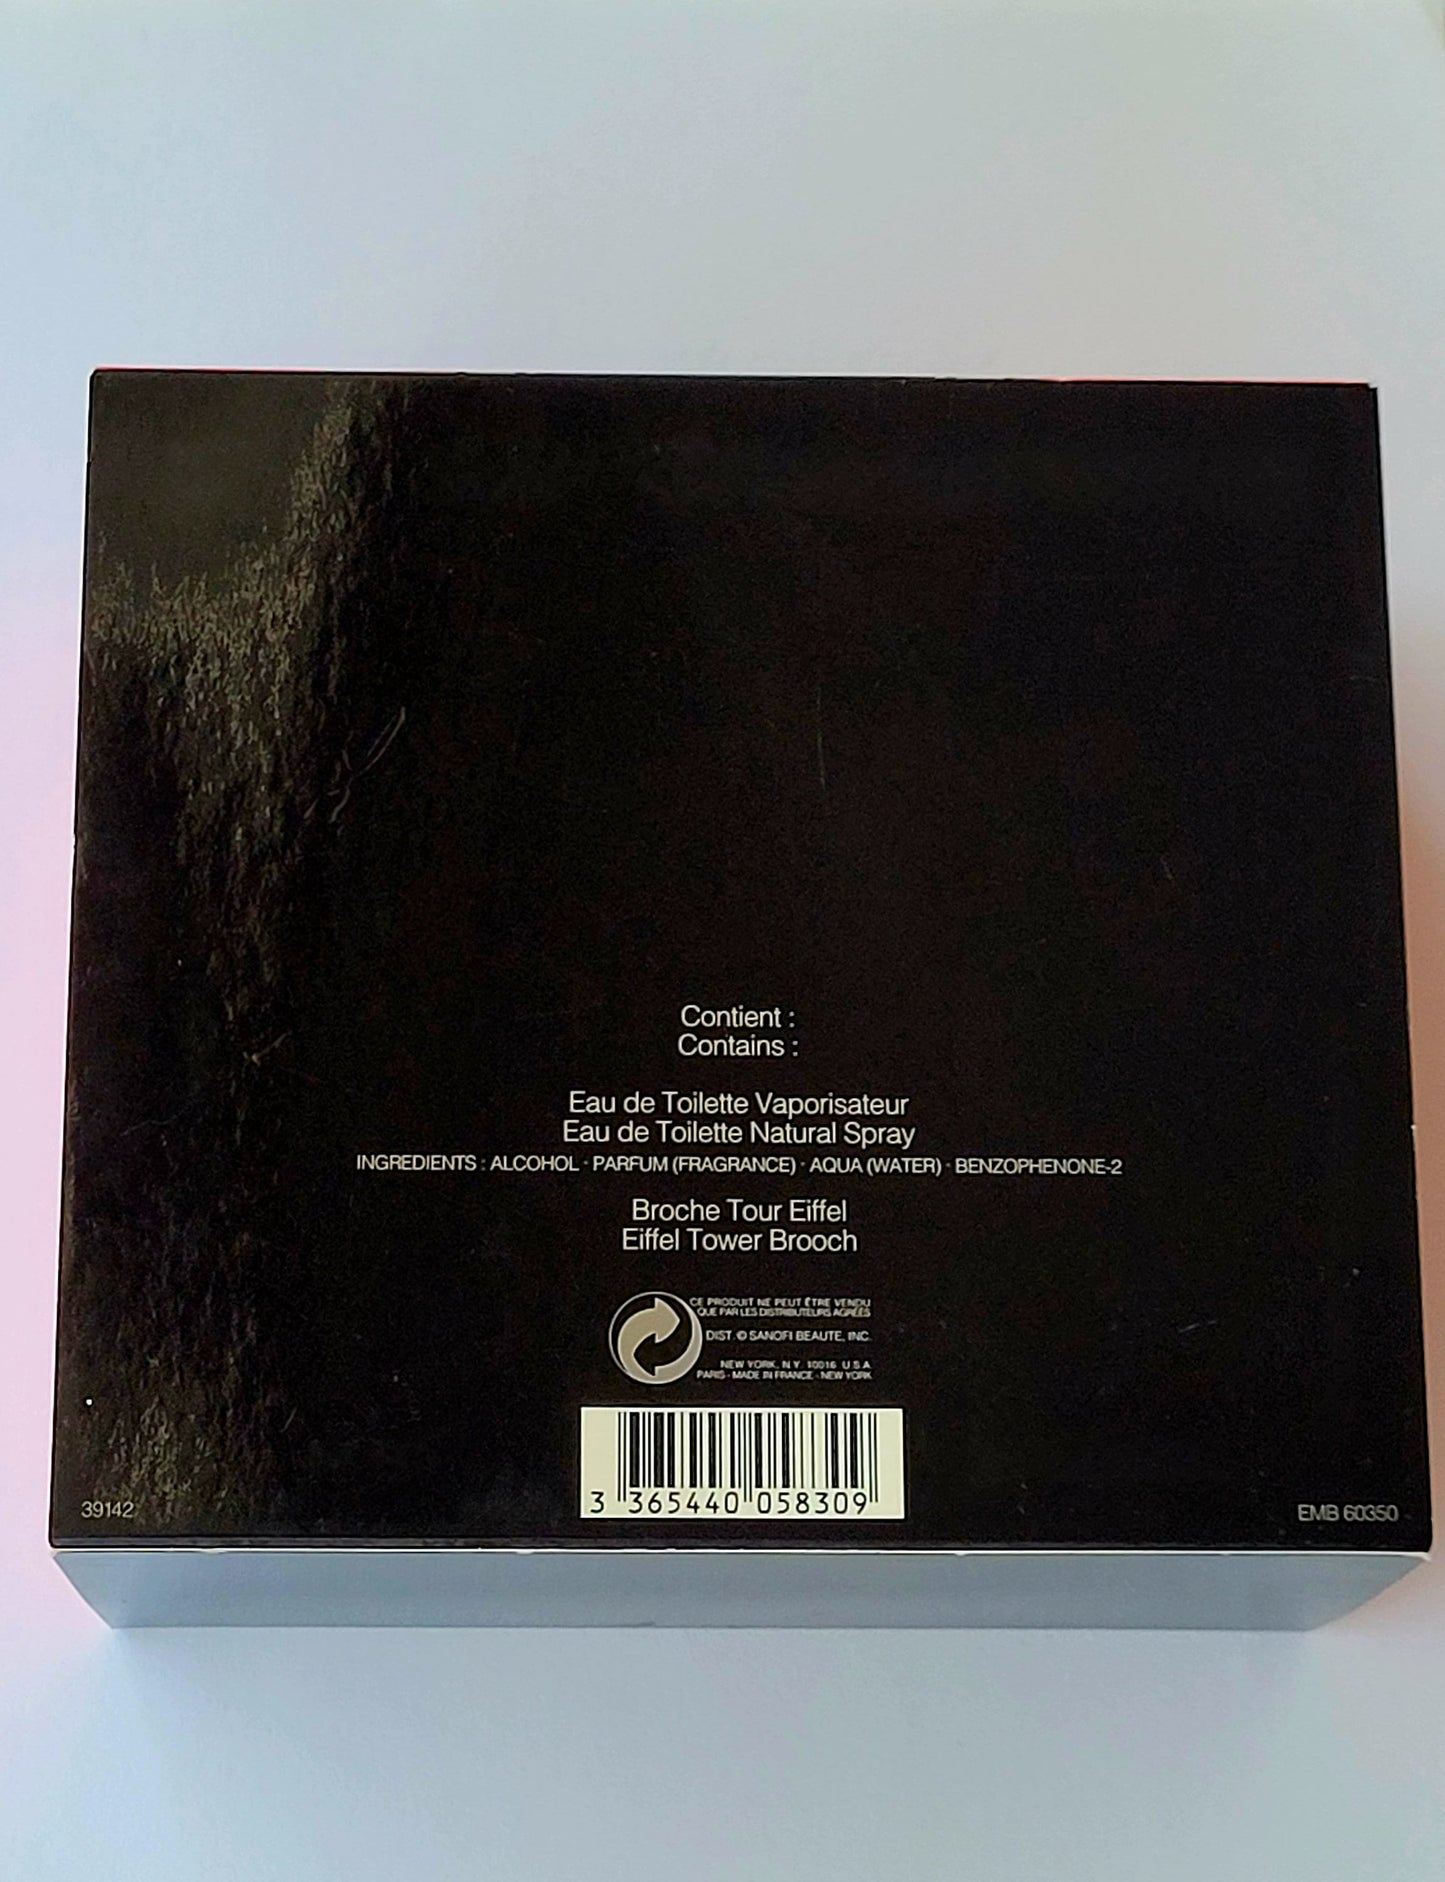 Contient :
Contains :
Eau de Toilette Vaporisateur
Eau de Toilette Natural Spray
INGREDIENTS : ALCOHOL · PARFUM (FRAGRANCE) · AQUA (WATER) · BENZOPHENONE-2
Broche Tour Eiffel
Eiffel Tower Brooch
CE PRODUIT NE PEUT ÊTRE VENDU
QUE PAR LES DISTRIBUTEURS AGRÉÉS
DIST. © SANOFI BEAUTE, INC.
NEW YORK, N.Y. 10016 U.S.A
PARIS - MADE IN FRANCE - NEW YORK
3 365440 058309
39142
EMB 60350